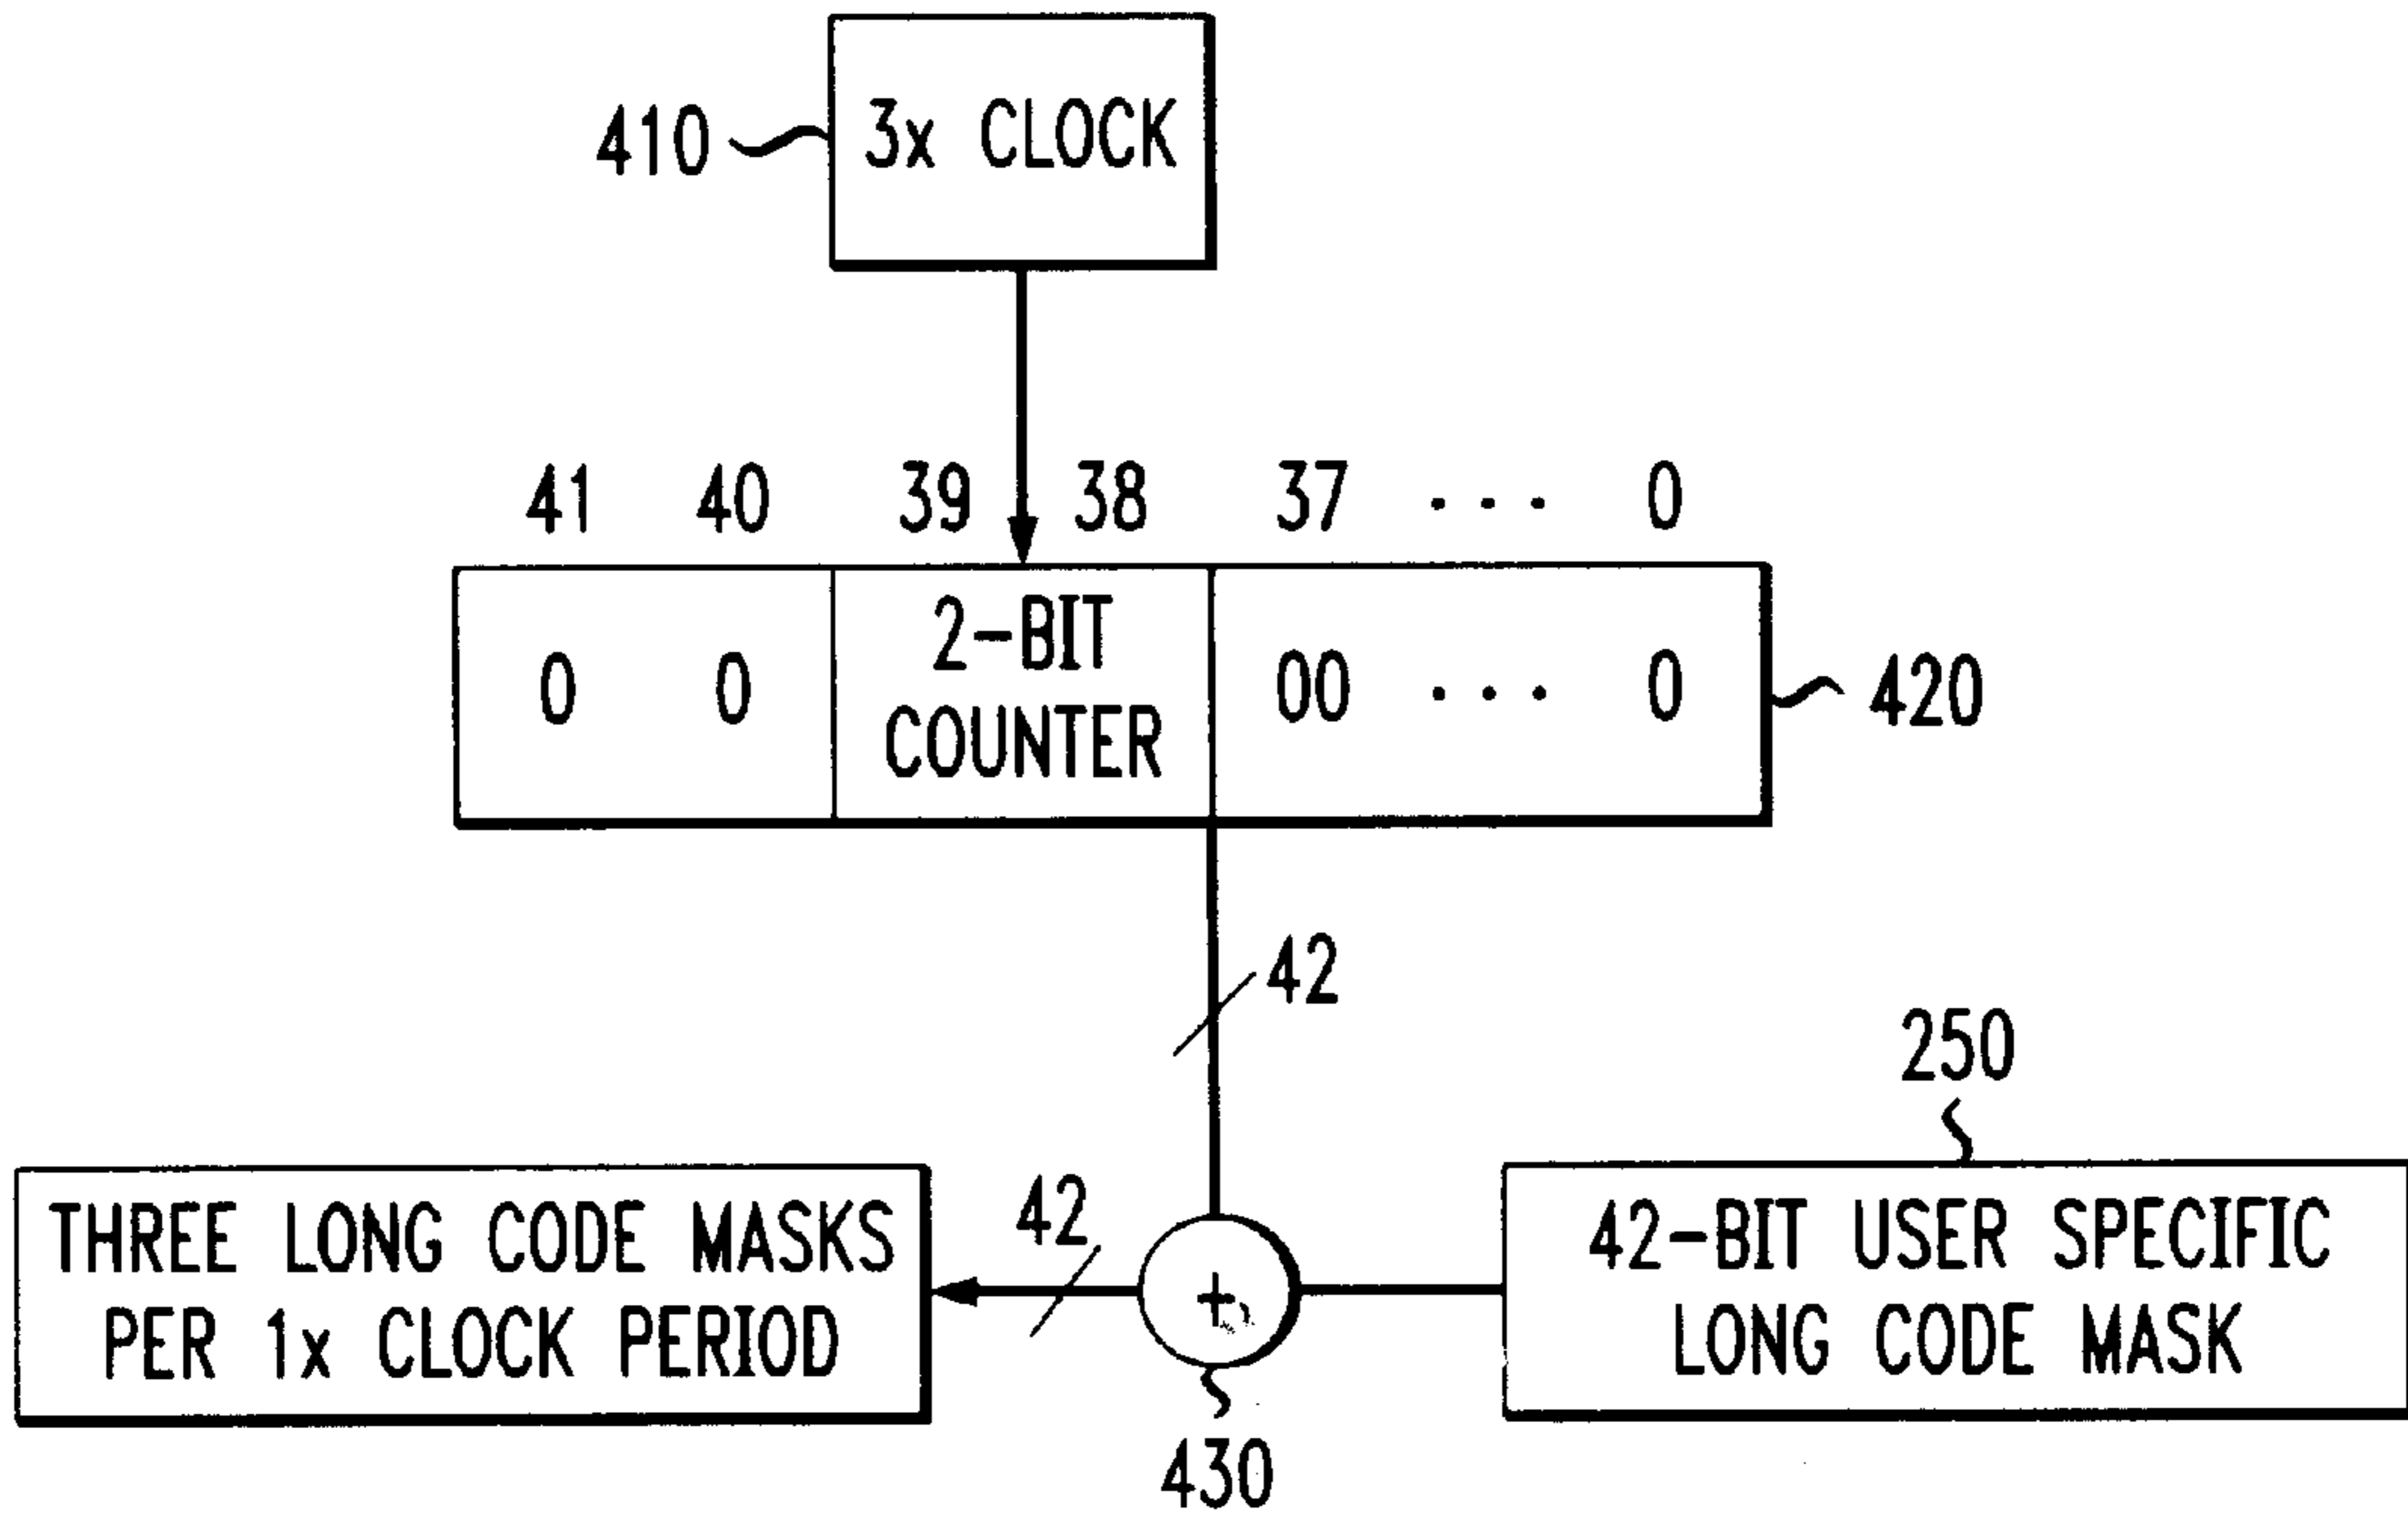 410
3x CLOCK
41 40 39 38 37 . . . 0
0 0 2-BIT COUNTER 00 . . . 0
420
42
250
THREE LONG CODE MASKS
PER 1x CLOCK PERIOD
42
+
42-BIT USER SPECIFIC
LONG CODE MASK
430